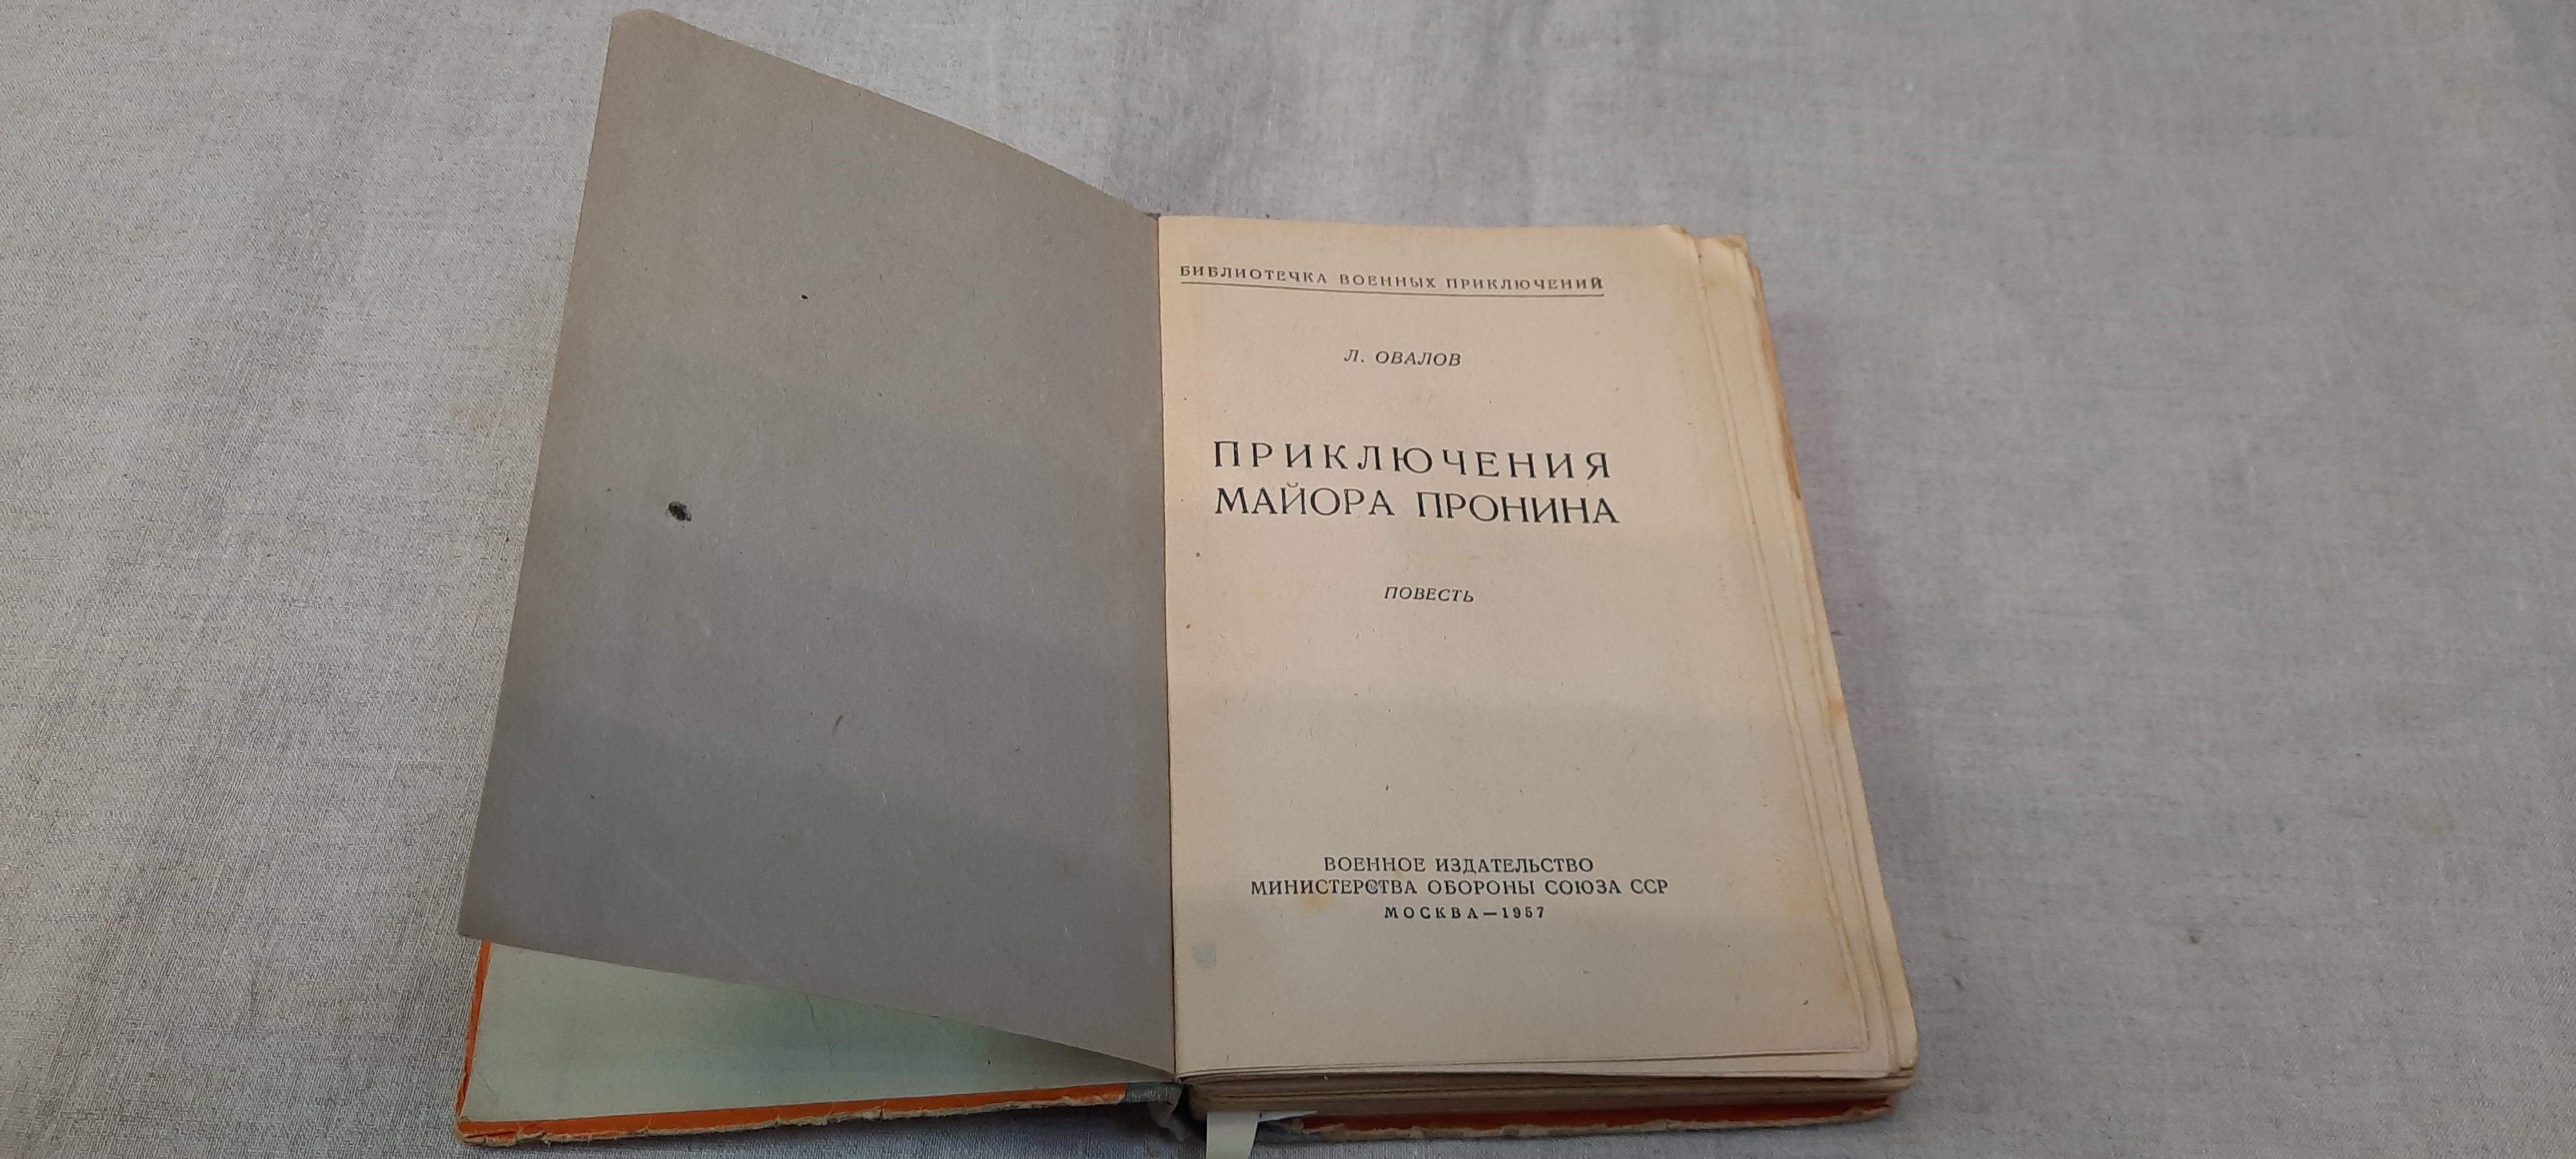 БИБЛИОТЕЧКА ВОЕННЫХ ПРИКЛЮЧЕНИЙ
Л. ОВАЛОВ
ПРИКЛЮЧЕНИЯ
МАЙОРА ПРОНИНА
ПОВЕСТЬ
ВОЕННОЕ ИЗДАТЕЛЬСТВО
МИНИСТЕРСТВА ОБОРОНЫ СОЮЗА ССР
МОСКВА—1957